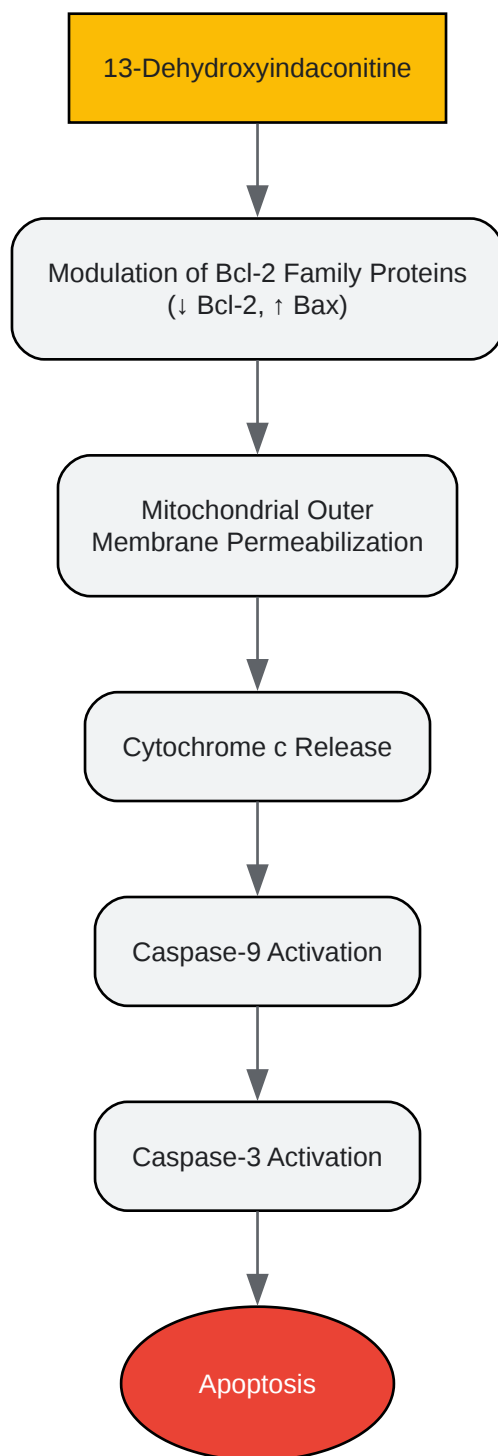 13-Dehydroxyindaconitine
Modulation of Bcl-2 Family Proteins
(↓ Bcl-2, ↑ Bax)
Mitochondrial Outer
Membrane Permeabilization
Cytochrome c Release
Caspase-9 Activation
Caspase-3 Activation
Apoptosis